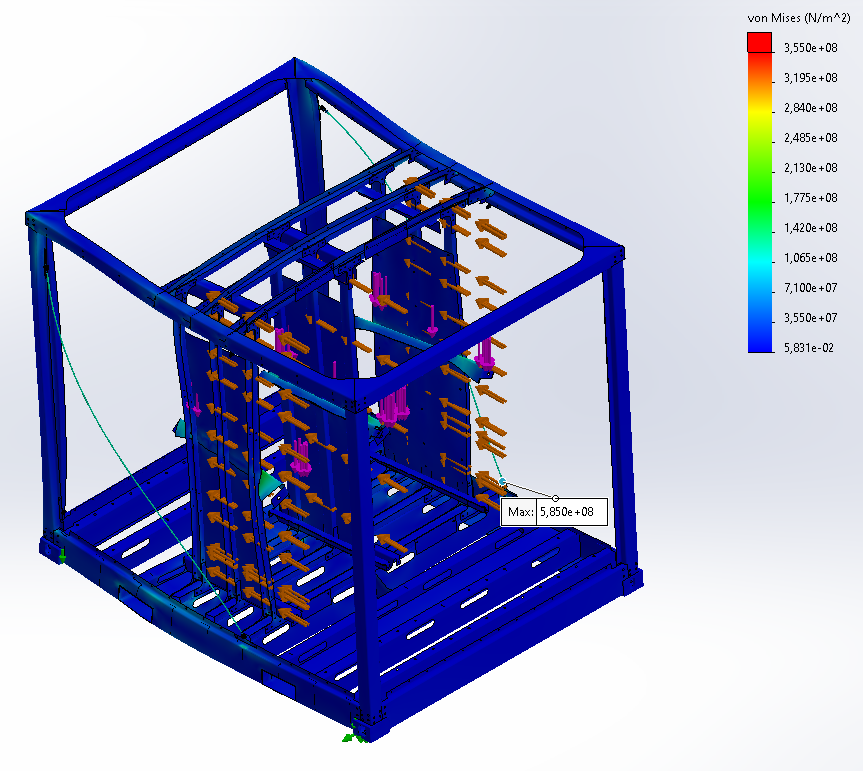 von Mises (N/m^2)
3,550e+08
3,195e+08
2,840e+08
2,485e+08
2,130e+08
1,775e+08
1,420e+08
1,065e+08
7,100e+07
3,550e+07
5,831e-02
Max: 5,850e+08